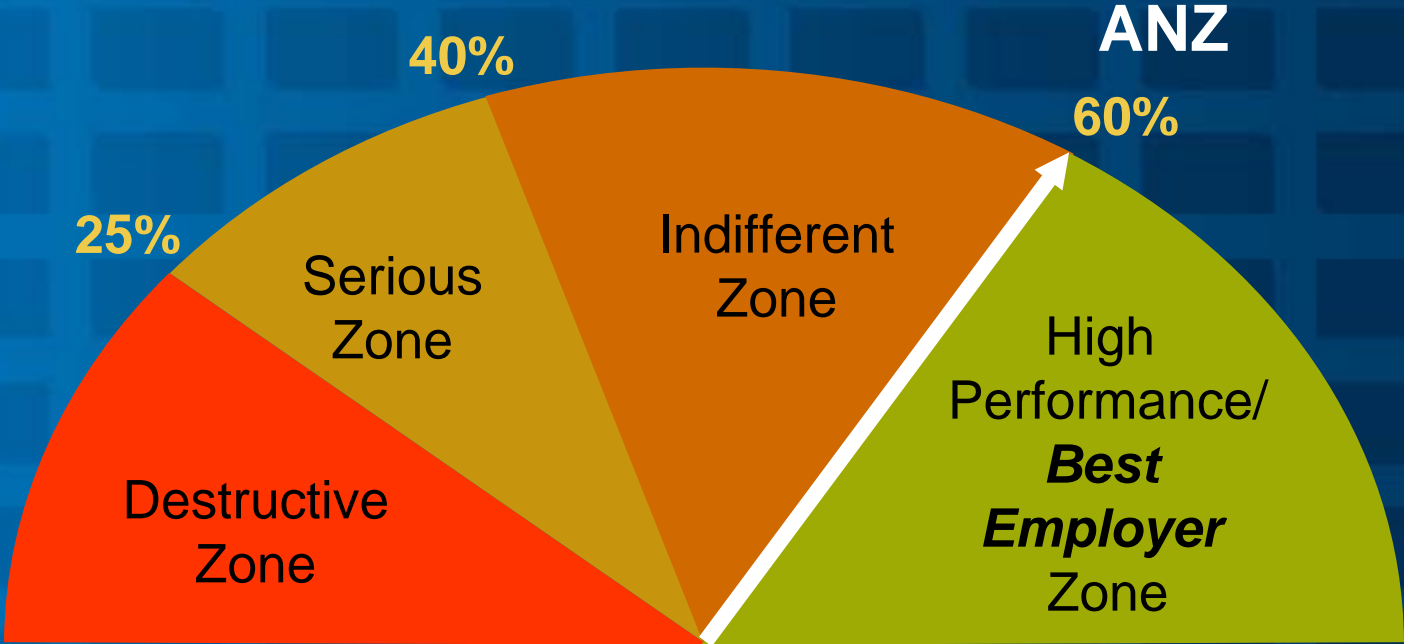 ANZ
40%
60%
25%
Indifferent
Zone
Serious
Zone
High
Performance/
Best
Employer
Zone
Destructive
Zone